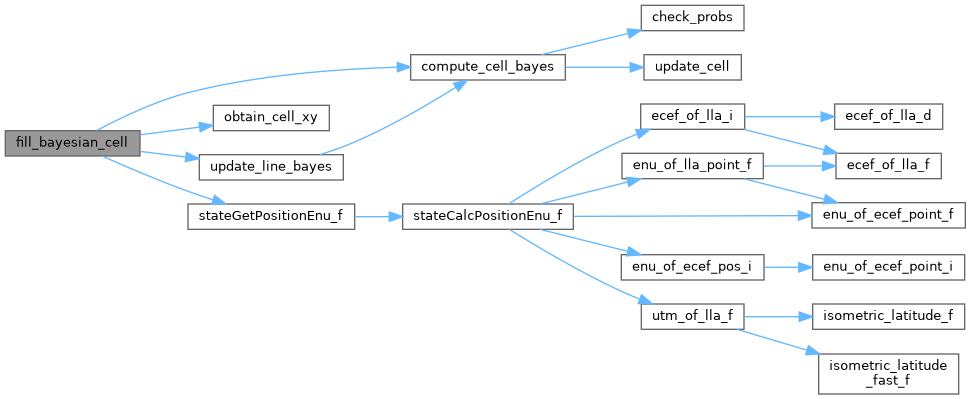 check_probs
compute_cell_bayes
update_cell
obtain_cell_xy
ecef_of_lla_i
ecef_of_lla_d
fill_bayesian_cell
update_line_bayes
enu_of_lla_point_f
ecef_of_lla_f
stateGetPositionEnu_f
stateCalcPositionEnu_f
enu_of_ecef_point_f
enu_of_ecef_pos_i
enu_of_ecef_point_i
utm_of_lla_f
isometric_latitude_f
isometric_latitude
_fast_f